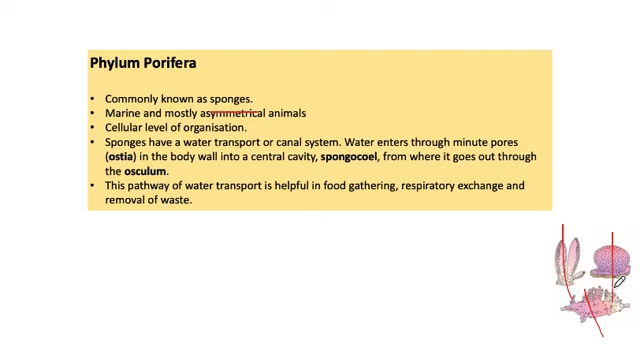 Phylum Porifera
• Commonly known as sponges.
• Marine and mostly asymmetrical animals
• Cellular level of organisation.
• Sponges have a water transport or canal system. Water enters through minute pores
(ostia) in the body wall into a central cavity, spongocoel, from where it goes out through
the osculum.
• This pathway of water transport is helpful in food gathering, respiratory exchange and
removal of waste.